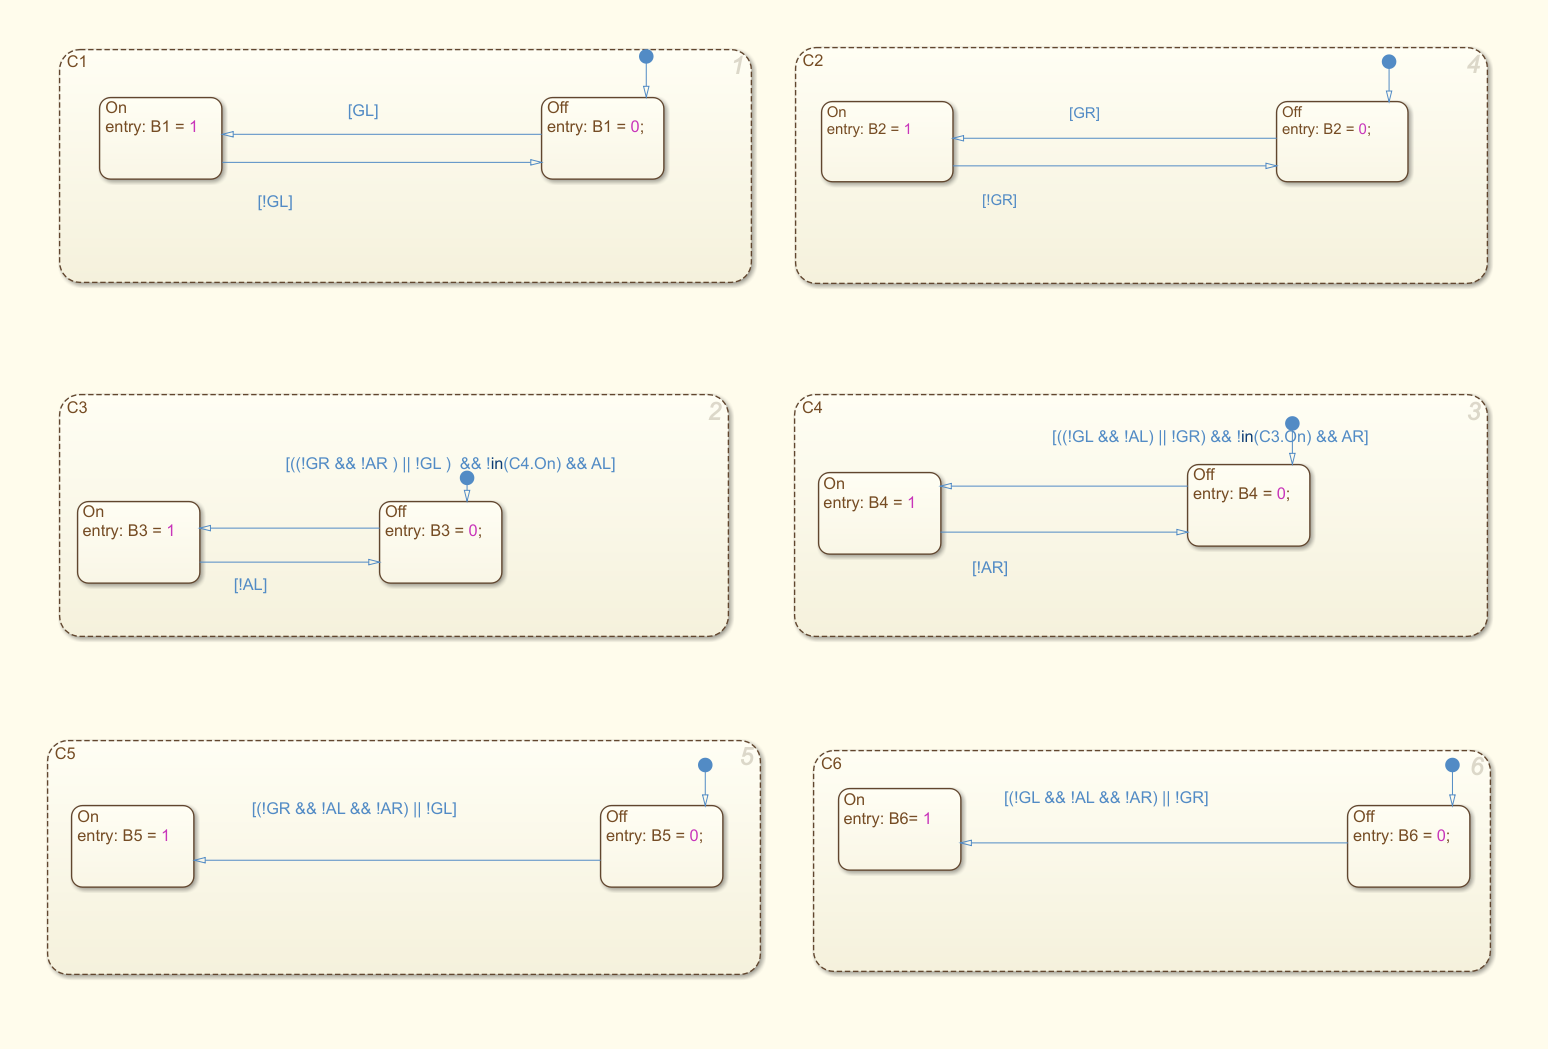 C1
1
On
entry: B1 = 1
[GL]
Off
entry: B1 = 0;
[!GL]
C2
4
On
entry: B2 = 1
[GR]
Off
entry: B2 = 0;
[!GR]
C3
2
[((!GR && !AR ) || !GL )  && !in(C4.On) && AL]
On
entry: B3 = 1
Off
entry: B3 = 0;
[!AL]
C4
3
[((!GL && !AL) || !GR) && !in(C3.On) && AR]
On
entry: B4 = 1
Off
entry: B4 = 0;
[!AR]
C5
5
On
entry: B5 = 1
[(!GR && !AL && !AR) || !GL]
Off
entry: B5 = 0;
C6
6
On
entry: B6= 1
[(!GL && !AL && !AR) || !GR]
Off
entry: B6 = 0;